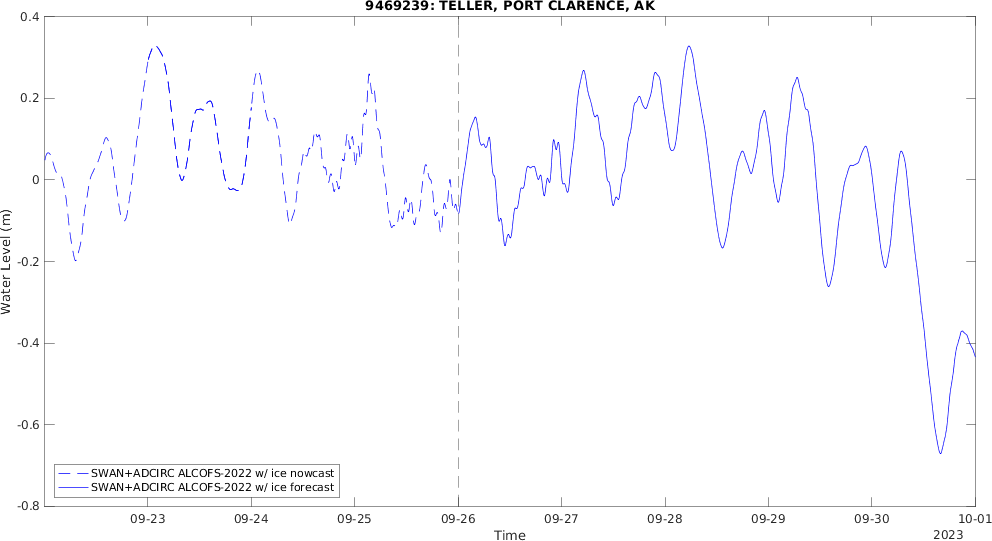 9469239: TELLER, PORT CLARENCE, AK
0.4
0.2
0
-0.2
-0.4
-0.6
-0.8
Water Level (m)
SWAN+ADCIRC ALCOFS-2022 w/ ice nowcast
SWAN+ADCIRC ALCOFS-2022 w/ ice forecast
09-23 09-24 09-25 09-26 09-27 09-28 09-29 09-30 10-01
Time
2023